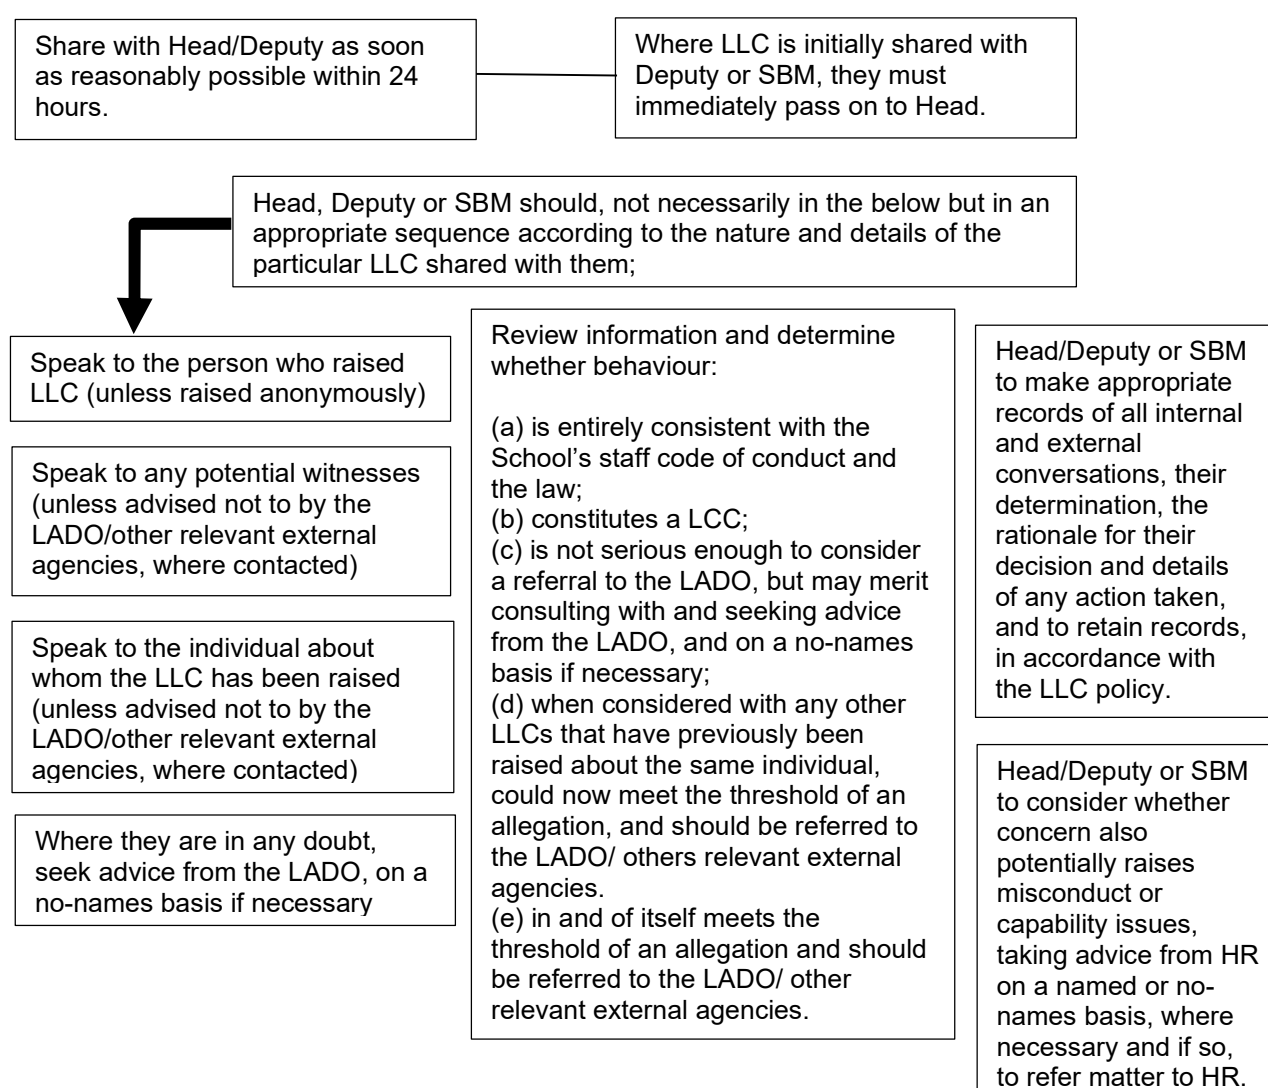 Share with Head/Deputy as soon
as reasonably possible within 24
hours.
Where LLC is initially shared with
Deputy or SBM, they must
immediately pass on to Head.
Head, Deputy or SBM should, not necessarily in the below but in an
appropriate sequence according to the nature and details of the
particular LLC shared with them;
Speak to the person who raised
LLC (unless raised anonymously)
Speak to any potential witnesses
(unless advised not to by the
LADO/other relevant external
agencies, where contacted)
Speak to the individual about
whom the LLC has been raised
(unless advised not to by the
LADO/other relevant external
agencies, where contacted)
Where they are in any doubt,
seek advice from the LADO, on a
no-names basis if necessary
Review information and determine
whether behaviour:
(a) is entirely consistent with the
School’s staff code of conduct and
the law;
(b) constitutes a LCC;
(c) is not serious enough to consider
a referral to the LADO, but may merit
consulting with and seeking advice
from the LADO, and on a no-names
basis if necessary;
(d) when considered with any other
LLCs that have previously been
raised about the same individual,
could now meet the threshold of an
allegation, and should be referred to
the LADO/ others relevant external
agencies.
(e) in and of itself meets the
threshold of an allegation and should
be referred to the LADO/ other
relevant external agencies.
Head/Deputy or SBM
to make appropriate
records of all internal
and external
conversations, their
determination, the
rationale for their
decision and details
of any action taken,
and to retain records,
in accordance with
the LLC policy.
Head/Deputy or SBM
to consider whether
concern also
potentially raises
misconduct or
capability issues,
taking advice from HR
on a named or no-
names basis, where
necessary and if so,
to refer matter to HR.